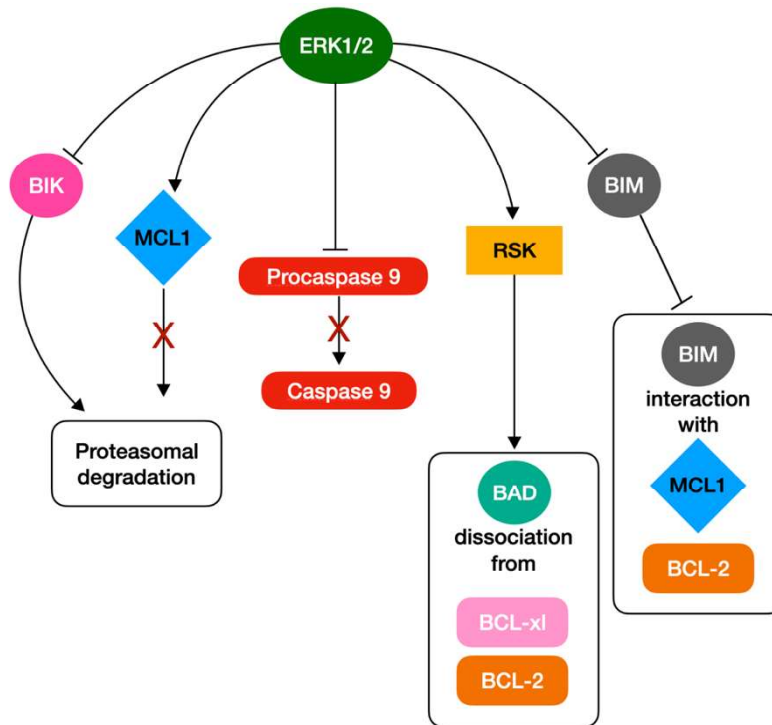 ERK1/2
BIK
BIM
MCL1
RSK
Procaspase 9
X
X
Caspase 9
BIM
interaction
with
MCL1
BCL-2
Proteasomal
degradation
BAD
dissociation
from
BCL-xl
BCL-2